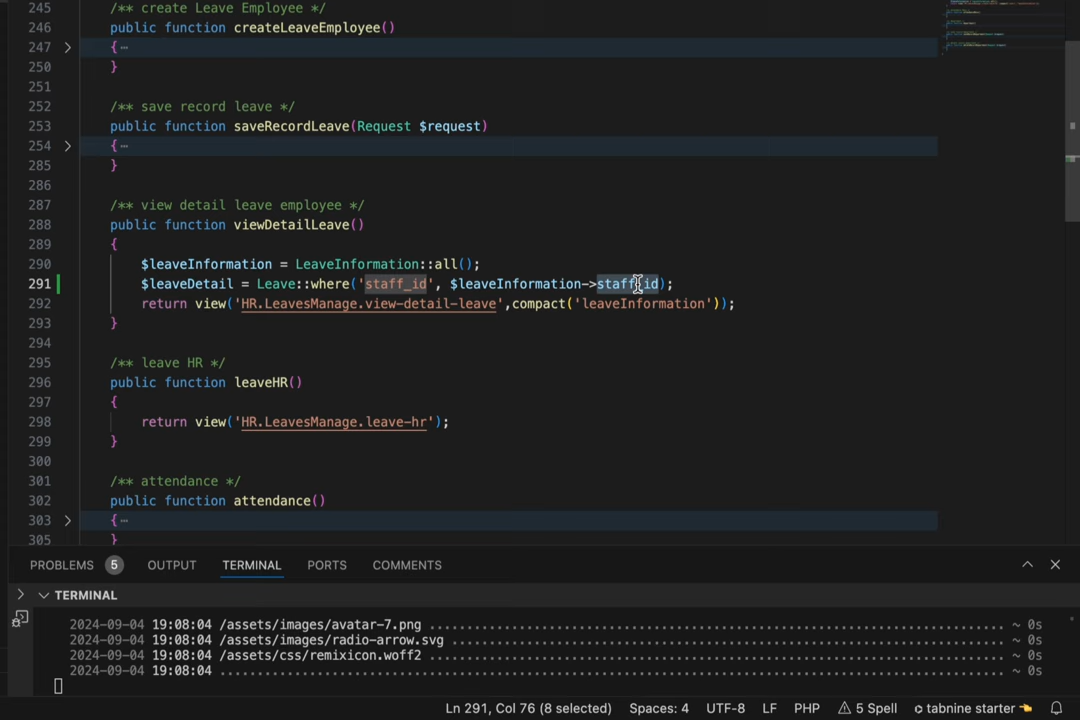 245 /** create Leave Employee */
246 public function createLeaveEmployee()
247 > {⋯
250 }
251
252 /** save record leave */
253 public function saveRecordLeave(Request $request)
254 > {⋯
285 }
286
287 /** view detail leave employee */
288 public function viewDetailLeave()
289 {
290 $leaveInformation = LeaveInformation::all();
291 $leaveDetail = Leave::where('staff_id', $leaveInformation->staff_id);
292 return view('HR.LeavesManage.view-detail-leave',compact('leaveInformation'));
293 }
294
295 /** leave HR */
296 public function leaveHR()
297 {
298 return view('HR.LeavesManage.leave-hr');
299 }
300
301 /** attendance */
302 public function attendance()
303 > {⋯
305 }
PROBLEMS 5 OUTPUT TERMINAL PORTS COMMENTS
TERMINAL
2024-09-04 19:08:04 /assets/images/avatar-7.png ~ 0s
2024-09-04 19:08:04 /assets/images/radio-arrow.svg ~ 0s
2024-09-04 19:08:04 /assets/css/remixicon.woff2 ~ 0s
2024-09-04 19:08:04 ~ 0s
Ln 291, Col 76 (8 selected) Spaces: 4 UTF-8 LF PHP 5 Spell tabnine starter